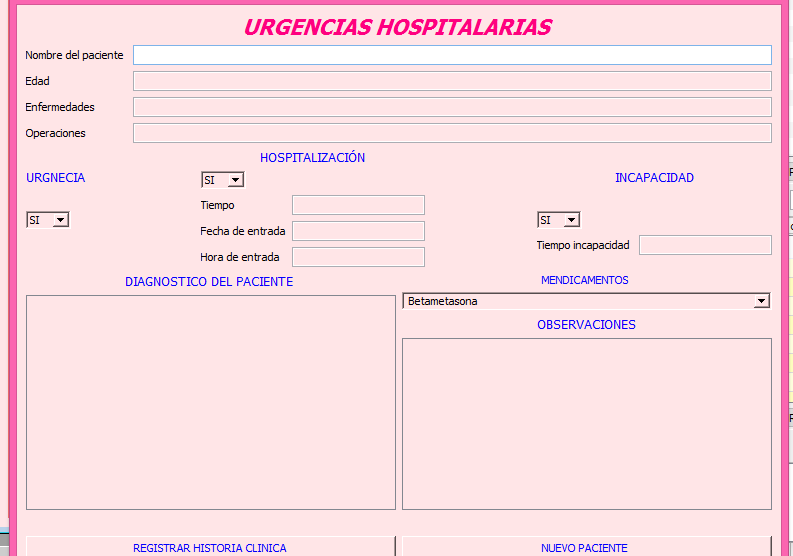 URGENCIAS HOSPITALARIAS
Nombre del paciente
Edad
Enfermedades
Operaciones
HOSPITALIZACIÓN
URGNECIA
SI
INCAPACIDAD
Tiempo
SI
SI
Fecha de entrada
Tiempo incapacidad
Hora de entrada
DIAGNOSTICO DEL PACIENTE
MENDICAMENTOS
Betametasona
OBSERVACIONES
REGISTRAR HISTORIA CLINICA
NUEVO PACIENTE